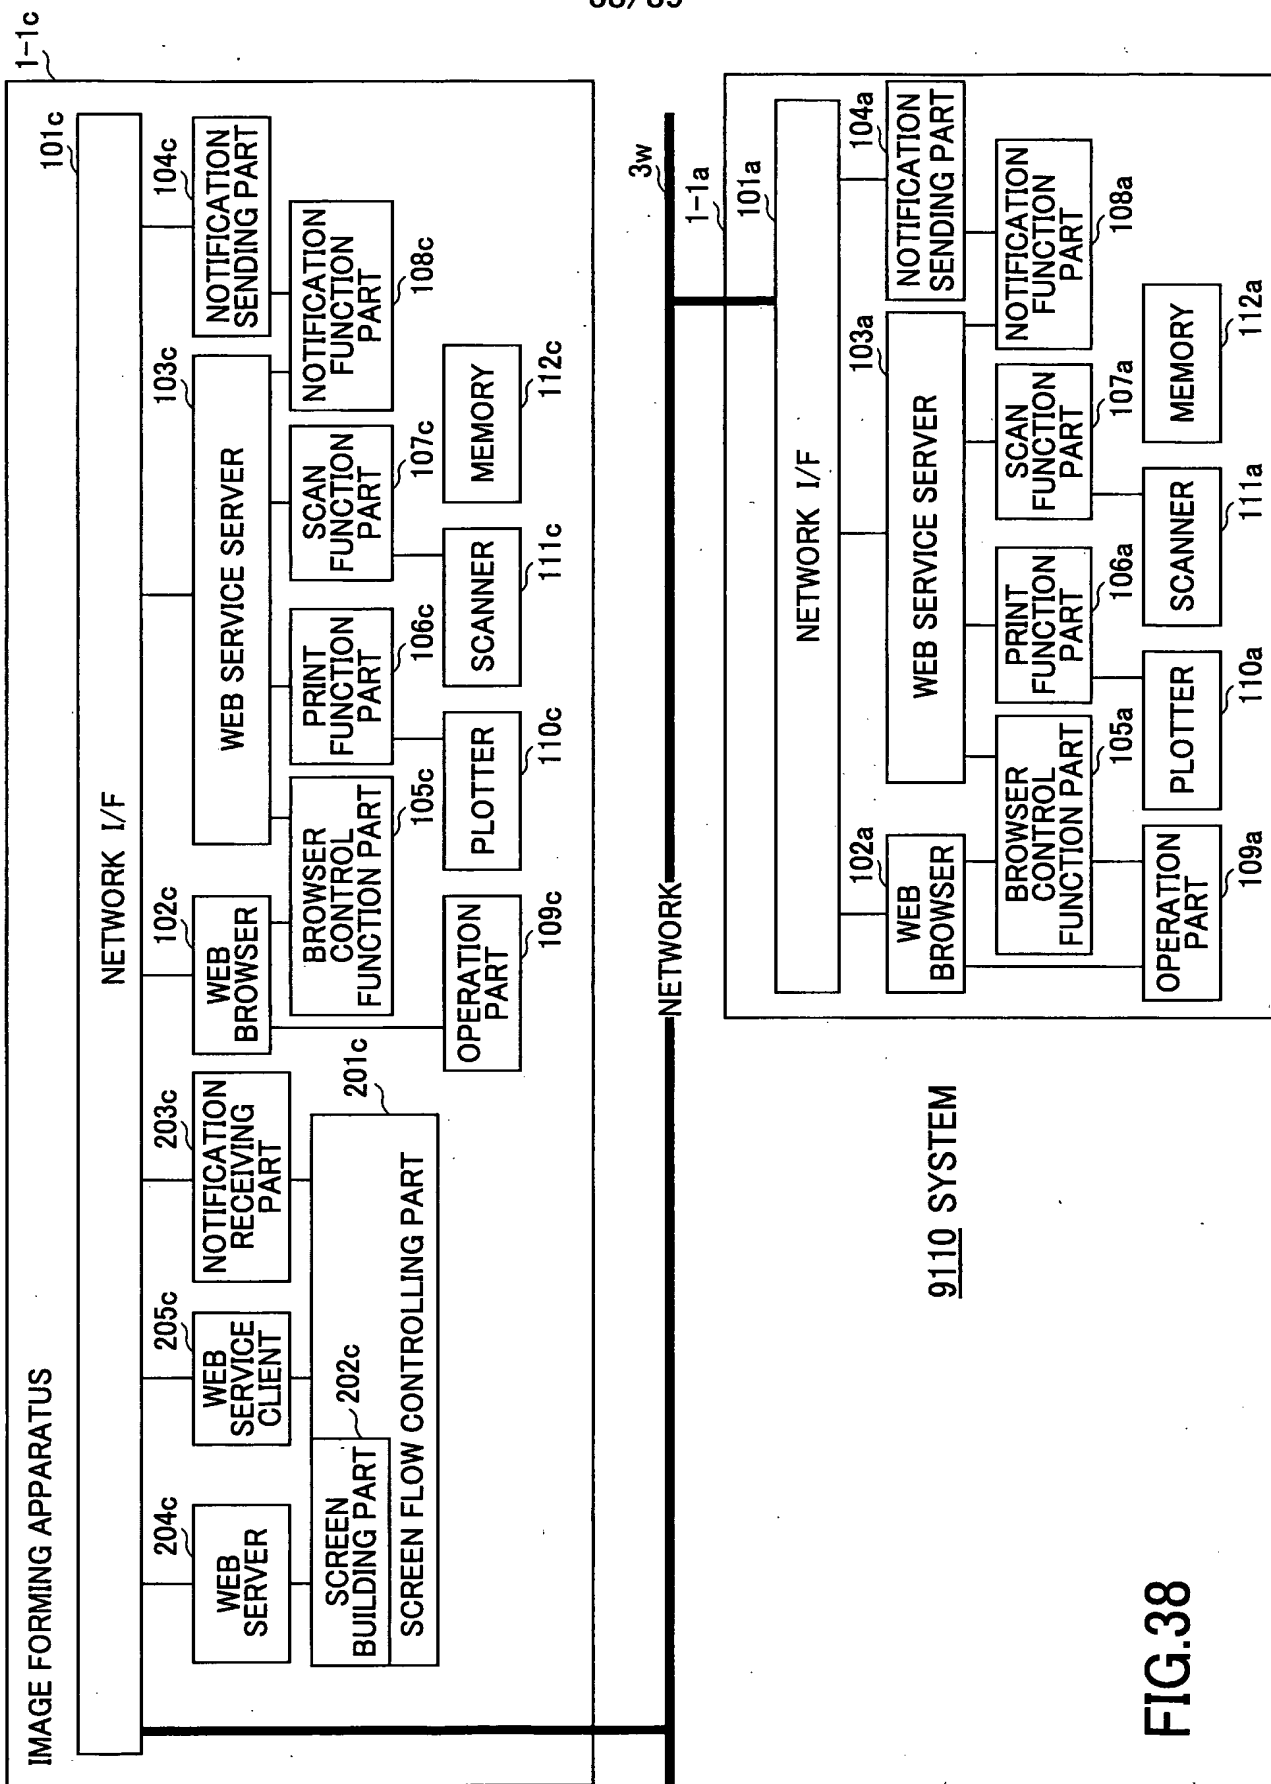 IMAGE FORMING APPARATUS
1-1c
101c
NETWORK I/F
204c
WEB
SERVER
205c
WEB
SERVICE
CLIENT
203c
NOTIFICATION
RECEIVING
PART
102c
WEB
BROWSER
103c
WEB SERVICE SERVER
104c
NOTIFICATION
SENDING PART
202c
SCREEN
BUILDING PART
201c
SCREEN FLOW CONTROLLING PART
BROWSER
CONTROL
FUNCTION PART
105c
PRINT
FUNCTION
PART
106c
SCAN
FUNCTION
PART
107c
NOTIFICATION
FUNCTION
PART
108c
OPERATION
PART
109c
PLOTTER
110c
SCANNER
111c
MEMORY
112c
NETWORK
3w
1-1a
101a
NETWORK I/F
102a
WEB
BROWSER
103a
WEB SERVICE SERVER
104a
NOTIFICATION
SENDING PART
BROWSER
CONTROL
FUNCTION PART
105a
PRINT
FUNCTION
PART
106a
SCAN
FUNCTION
PART
107a
NOTIFICATION
FUNCTION
PART
108a
OPERATION
PART
109a
PLOTTER
110a
SCANNER
111a
MEMORY
112a
9110 SYSTEM
FIG.38